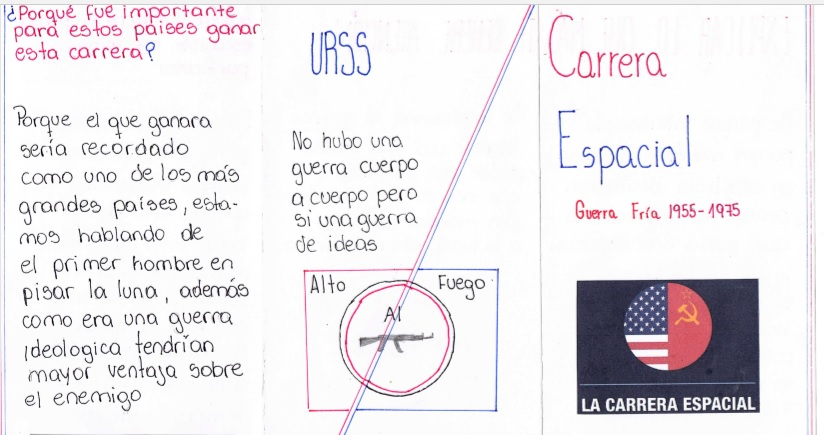 ¿Porqué fue importante
para estos países ganar
esta carrera?
Porque el que ganara
sería recordado
como uno de los más
grandes países, esta-
mos hablando de
el primer hombre en
pisar la luna, además
como era una guerra
ideologica tendrían
mayor ventaja sobre
el enemigo
URSS
No hubo una
guerra cuerpo
a cuerpo pero
si una guerra
de ideas
Alto
Al
Fuego
Carrera
Espacial
Guerra Fría 1955-1975
LA CARRERA ESPACIAL